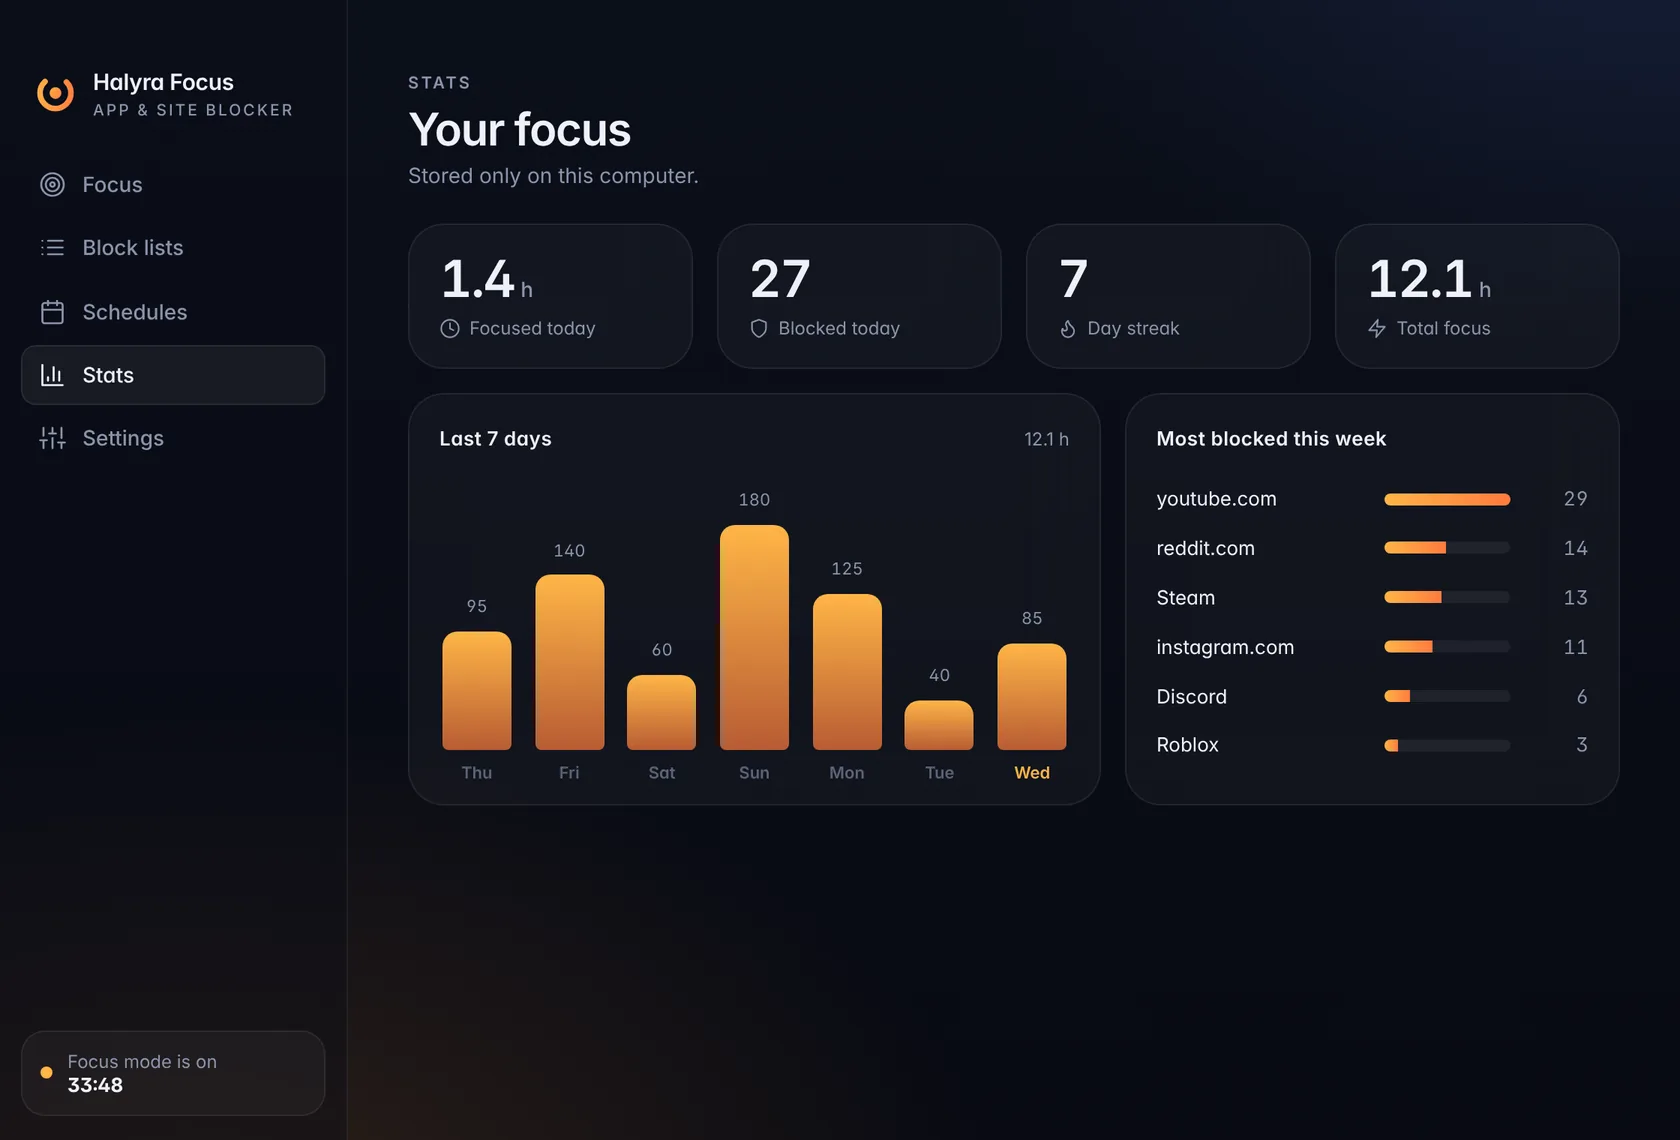 Halyra Focus
APP & SITE BLOCKER
Focus
Block lists
Schedules
Stats
Settings
Focus mode is on
33:48
STATS
Your focus
Stored only on this computer.
1.4 h
Focused today
27
Blocked today
7
Day streak
12.1 h
Total focus
Last 7 days
12.1 h
95
140
60
180
125
40
85
Thu
Fri
Sat
Sun
Mon
Tue
Wed
Most blocked this week
youtube.com 29
reddit.com 14
Steam 13
instagram.com 11
Discord 6
Roblox 3